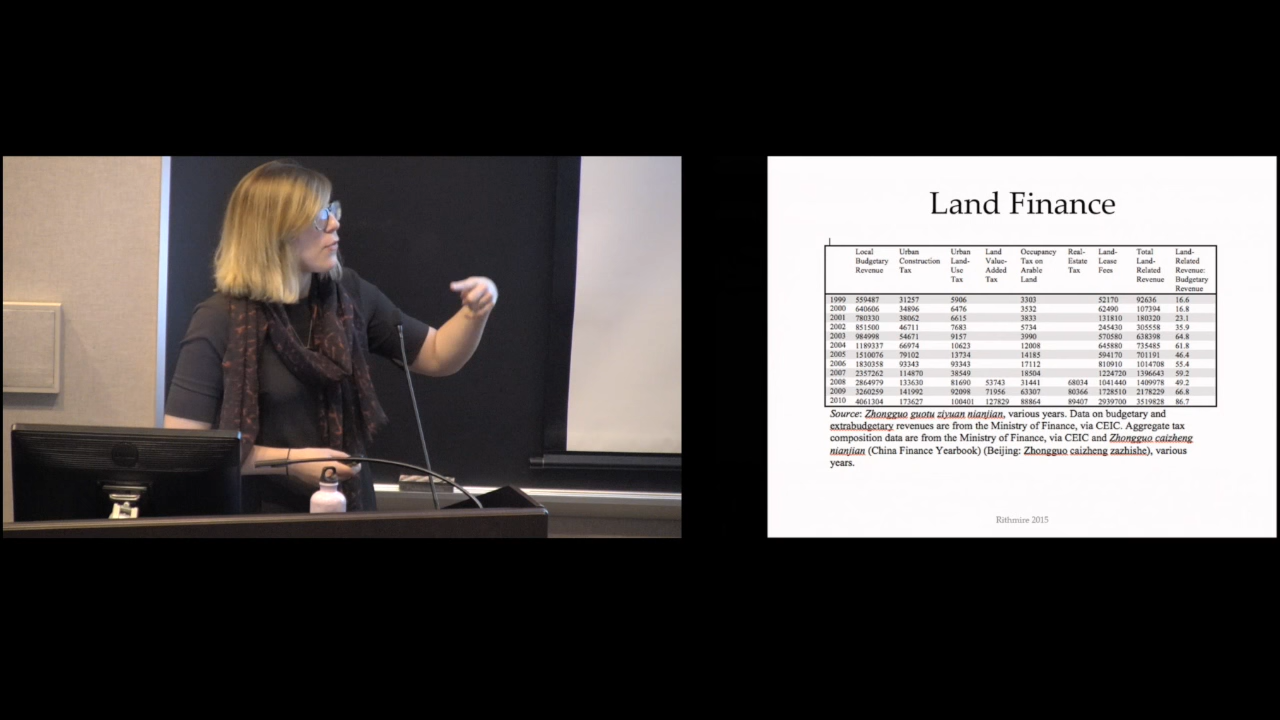 Land Finance
Local Urban Urban Land Occupancy Real- Land- Total Land-
Budgetary Construction Land- Value- Tax on Estate Lease Land- Related
Revenue Tax Use Added Arable Tax Fees Related Revenue:
Tax Tax Land Revenue Budgetary
Revenue
1999 559487 31257 5906 3303 52170 92636 16.6
2000 640606 34896 6476 3532 62490 107394 16.8
2001 780330 38062 6615 3833 131810 180320 23.1
2002 851500 46711 7683 5734 245430 305558 35.9
2003 984998 54671 9157 3990 570580 638398 64.8
2004 1189337 66974 10623 12008 645880 735485 61.8
2005 1510076 79102 13734 14185 594170 701191 46.4
2006 1830358 93343 93343 17112 810910 1014708 55.4
2007 2357262 114870 38549 18504 1224720 1396643 59.2
2008 2864979 133630 81690 53743 31441 68034 1041440 1409978 49.2
2009 3260259 141992 92098 71956 63307 80366 1728510 2178229 66.8
2010 4061304 173627 100401 127829 88864 89407 2939700 3519828 86.7
Source: Zhongguo guotu ziyuan nianjian, various years. Data on budgetary and
extrabudgetary revenues are from the Ministry of Finance, via CEIC. Aggregate tax
composition data are from the Ministry of Finance, via CEIC and Zhongguo caizheng
nianjian (China Finance Yearbook) (Beijing: Zhongguo caizheng zazhishe), various
years.
Rithmire 2015